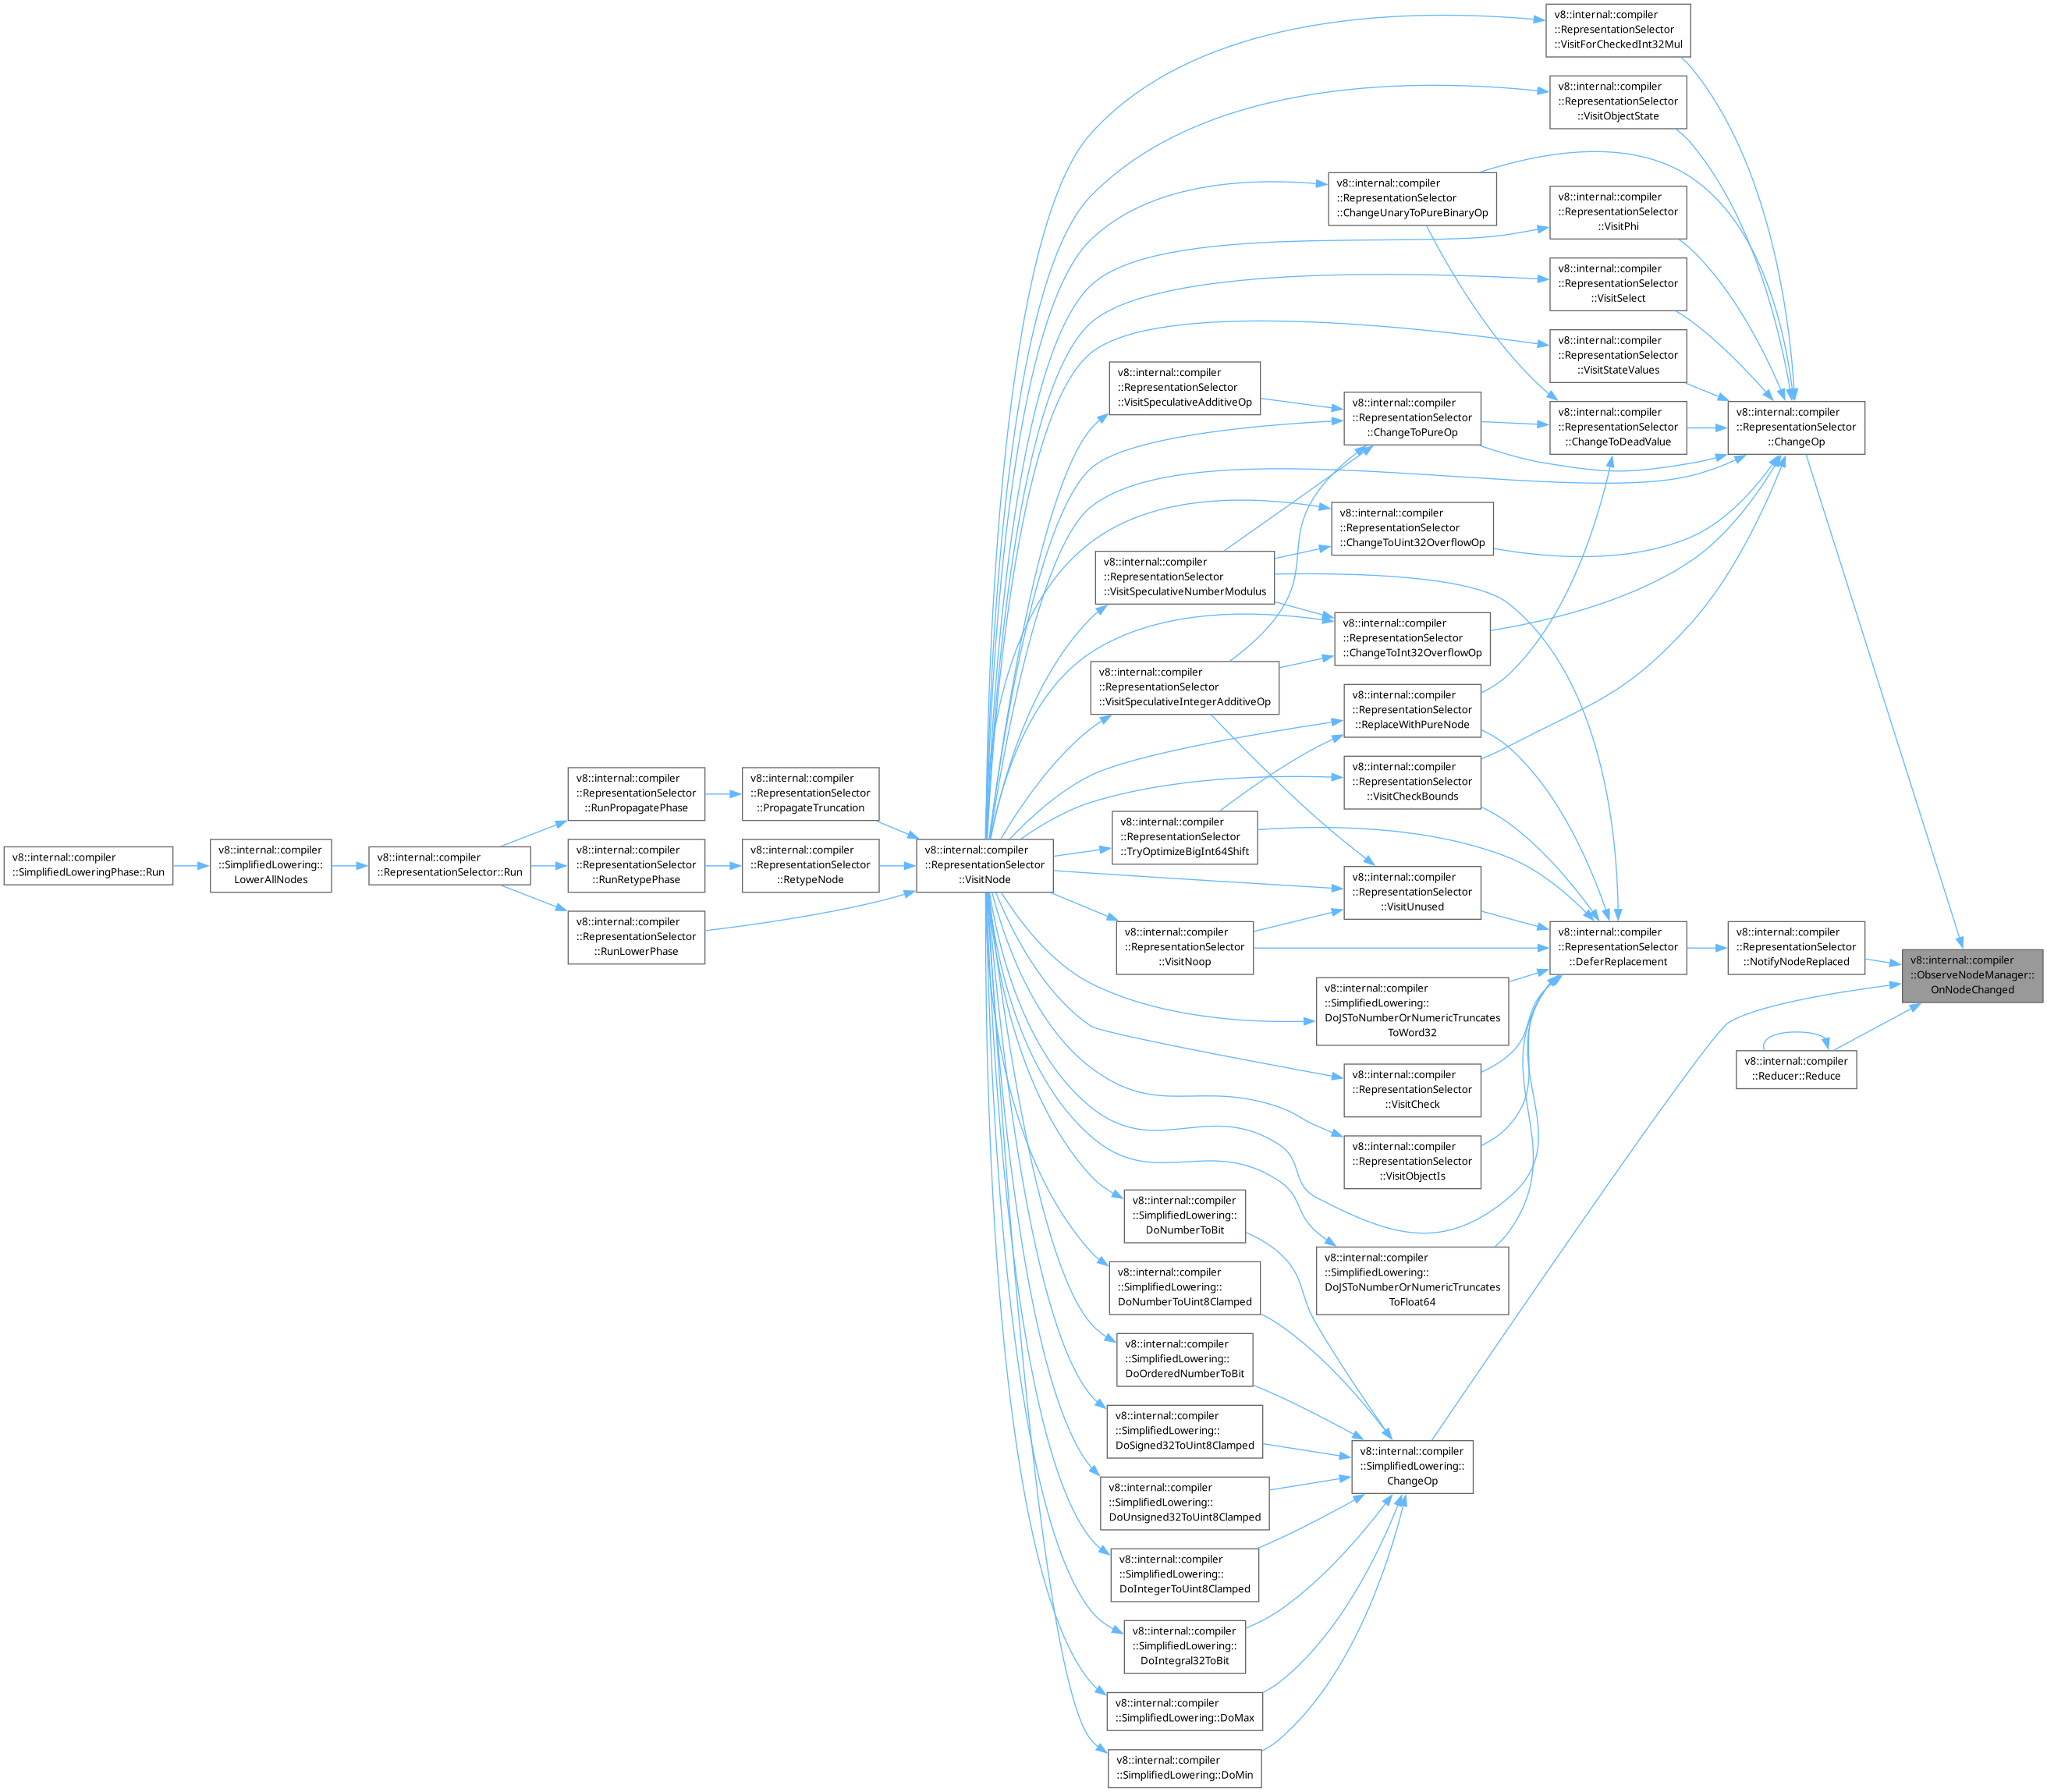 v8::internal::compiler
::SimplifiedLoweringPhase::Run
v8::internal::compiler
::SimplifiedLowering::
LowerAllNodes
v8::internal::compiler
::RepresentationSelector::Run
v8::internal::compiler
::RepresentationSelector
::RunPropagatePhase
v8::internal::compiler
::RepresentationSelector
::RunRetypePhase
v8::internal::compiler
::RepresentationSelector
::RunLowerPhase
v8::internal::compiler
::RepresentationSelector
::PropagateTruncation
v8::internal::compiler
::RepresentationSelector
::RetypeNode
v8::internal::compiler
::RepresentationSelector
::VisitNode
v8::internal::compiler
::RepresentationSelector
::VisitSpeculativeAdditiveOp
v8::internal::compiler
::RepresentationSelector
::VisitSpeculativeNumberModulus
v8::internal::compiler
::RepresentationSelector
::VisitSpeculativeIntegerAdditiveOp
v8::internal::compiler
::RepresentationSelector
::TryOptimizeBigInt64Shift
v8::internal::compiler
::RepresentationSelector
::VisitNoop
v8::internal::compiler
::SimplifiedLowering::
DoNumberToBit
v8::internal::compiler
::SimplifiedLowering::
DoNumberToUint8Clamped
v8::internal::compiler
::SimplifiedLowering::
DoOrderedNumberToBit
v8::internal::compiler
::SimplifiedLowering::
DoSigned32ToUint8Clamped
v8::internal::compiler
::SimplifiedLowering::
DoUnsigned32ToUint8Clamped
v8::internal::compiler
::SimplifiedLowering::
DoIntegerToUint8Clamped
v8::internal::compiler
::SimplifiedLowering::
DoIntegral32ToBit
v8::internal::compiler
::SimplifiedLowering::DoMax
v8::internal::compiler
::SimplifiedLowering::DoMin
v8::internal::compiler
::RepresentationSelector
::ChangeUnaryToPureBinaryOp
v8::internal::compiler
::RepresentationSelector
::ChangeToPureOp
v8::internal::compiler
::RepresentationSelector
::ChangeToUint32OverflowOp
v8::internal::compiler
::RepresentationSelector
::ChangeToInt32OverflowOp
v8::internal::compiler
::RepresentationSelector
::ReplaceWithPureNode
v8::internal::compiler
::RepresentationSelector
::VisitCheckBounds
v8::internal::compiler
::RepresentationSelector
::VisitUnused
v8::internal::compiler
::SimplifiedLowering::
DoJSToNumberOrNumericTruncates
ToWord32
v8::internal::compiler
::RepresentationSelector
::VisitCheck
v8::internal::compiler
::RepresentationSelector
::VisitObjectIs
v8::internal::compiler
::SimplifiedLowering::
DoJSToNumberOrNumericTruncates
ToFloat64
v8::internal::compiler
::SimplifiedLowering::
ChangeOp
v8::internal::compiler
::RepresentationSelector
::VisitForCheckedInt32Mul
v8::internal::compiler
::RepresentationSelector
::VisitObjectState
v8::internal::compiler
::RepresentationSelector
::VisitPhi
v8::internal::compiler
::RepresentationSelector
::VisitSelect
v8::internal::compiler
::RepresentationSelector
::VisitStateValues
v8::internal::compiler
::RepresentationSelector
::ChangeToDeadValue
v8::internal::compiler
::RepresentationSelector
::DeferReplacement
v8::internal::compiler
::RepresentationSelector
::ChangeOp
v8::internal::compiler
::RepresentationSelector
::NotifyNodeReplaced
v8::internal::compiler
::Reducer::Reduce
v8::internal::compiler
::ObserveNodeManager::
OnNodeChanged